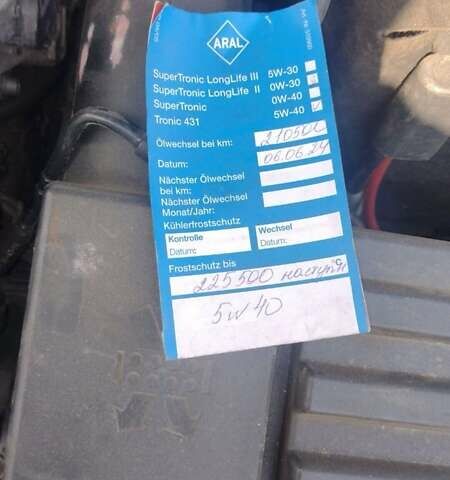 ARAL
SuperTronic LongLife III 5W-30
SuperTronic LongLife II 0W-30
SuperTronic 0W-40
Tronic 431 5W-40
Ölwechsel bei km: 210500
Datum: 06.06.24
Nächster Ölwechsel
bei km:
Nächster Ölwechsel
Monat/Jahr:
Kühlerfrostschutz
Kontrolle
Datum:
Wechsel
Datum:
Frostschutz bis
225500 °C
5W40